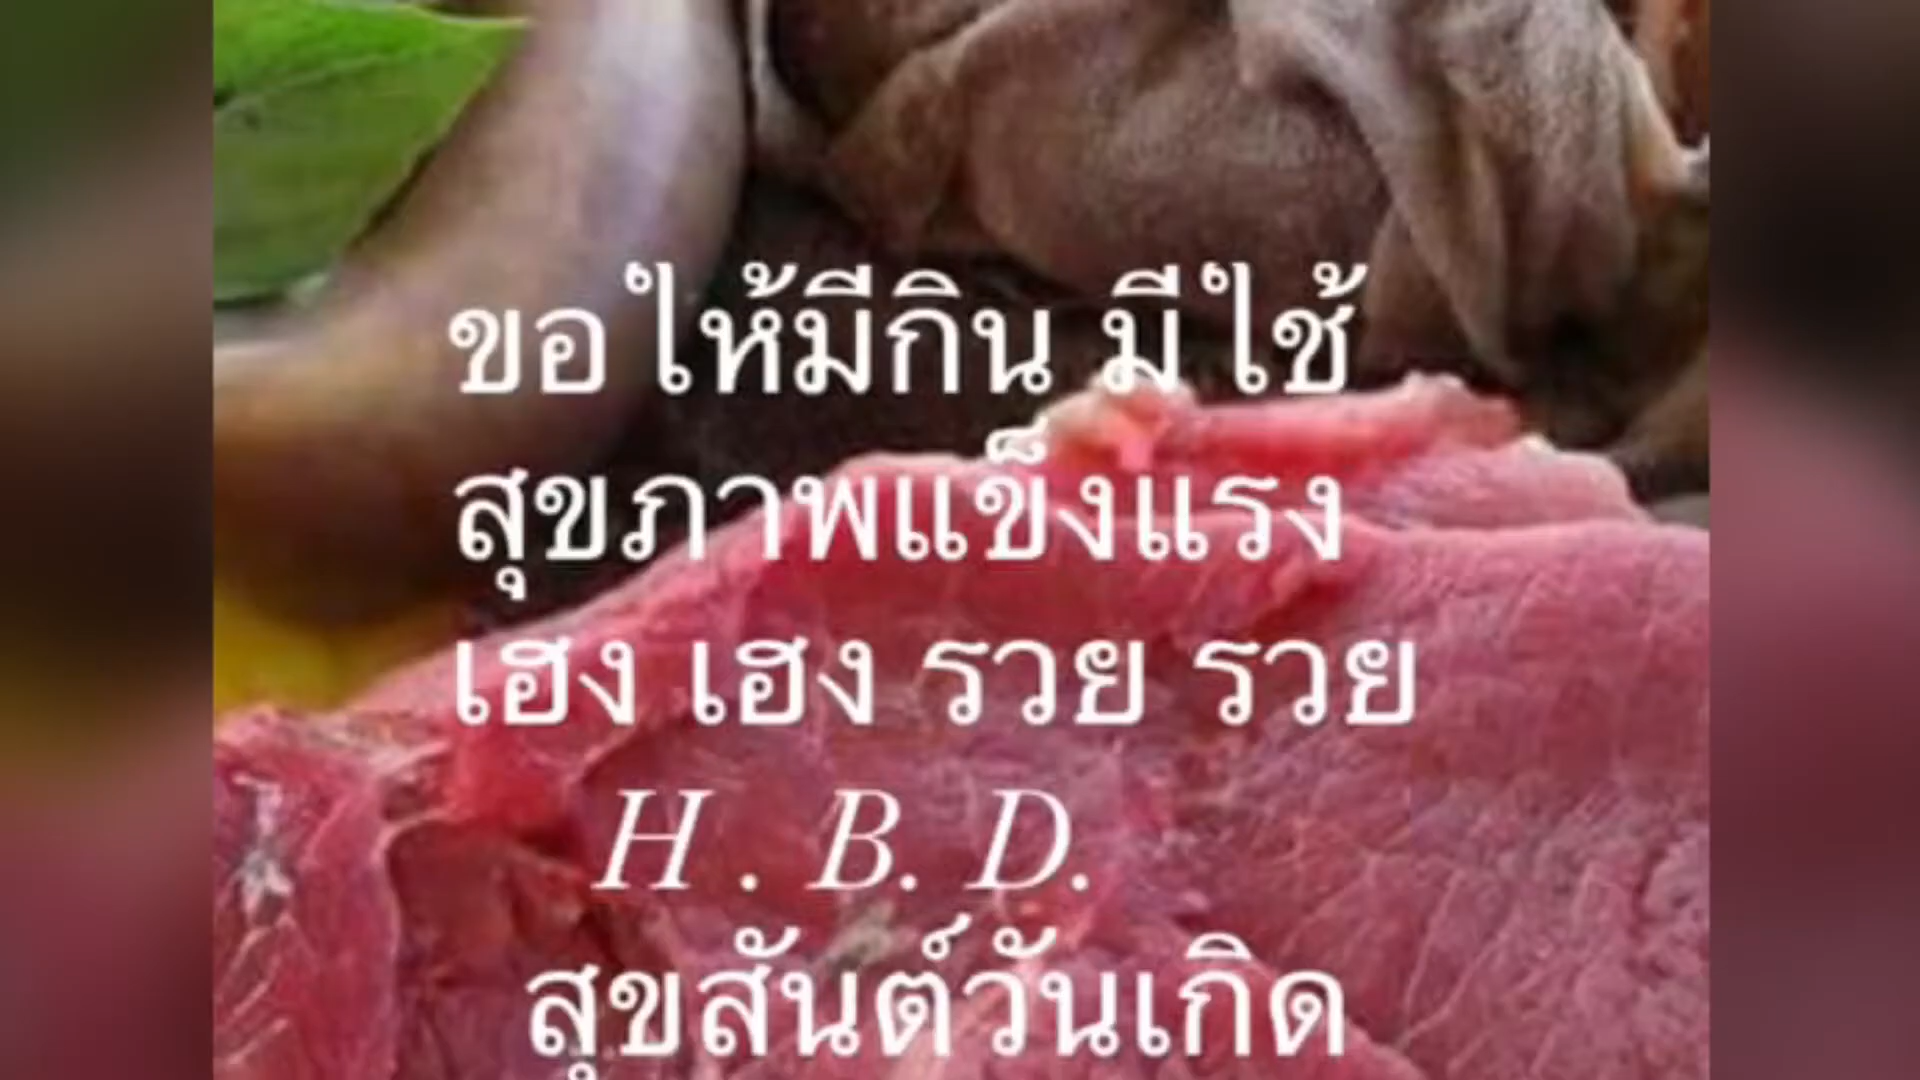 ขอให้มีกิน มีใช้
สุขภาพแข็งแรง
เฮง เฮง รวย รวย
H . B. D.
สุขสันต์วันเกิด